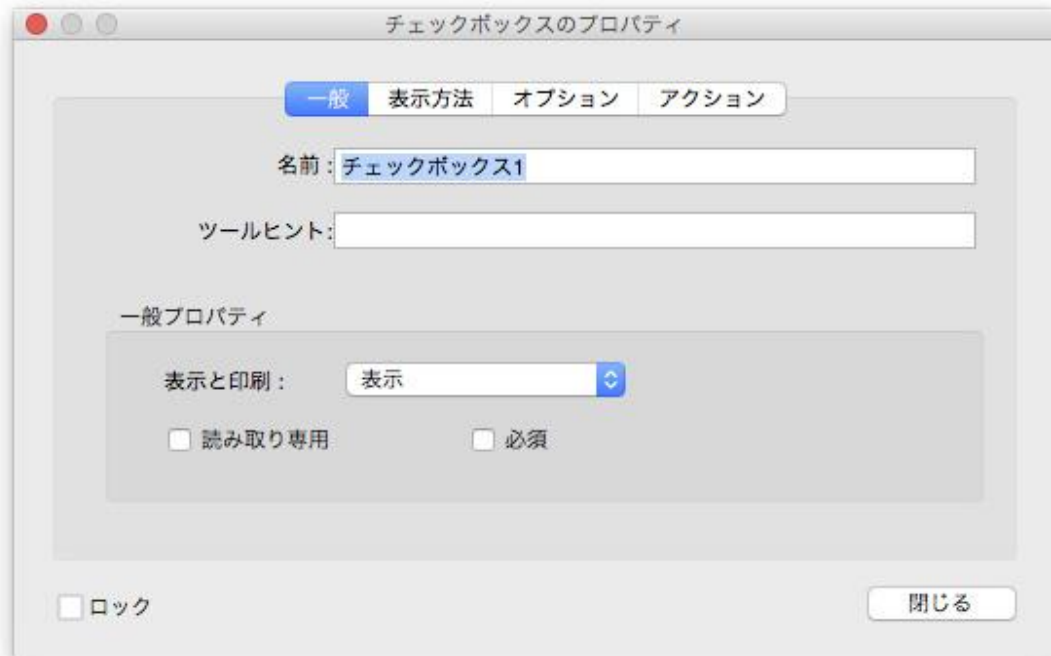 チェックボックスのプロパティ
一般 表示方法 オプション アクション
名前 : チェックボックス1
ツールヒント:
一般プロパティ
表示と印刷 : 表示
読み取り専用 必須
ロック 閉じる